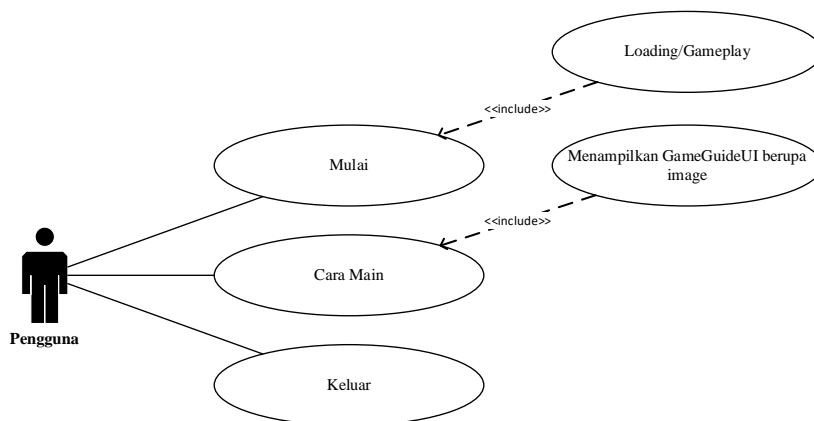 Loading/Gameplay
<<include>>
Mulai
Menampilkan GameGuideUI berupa
image
<<include>>
Cara Main
Pengguna
Keluar